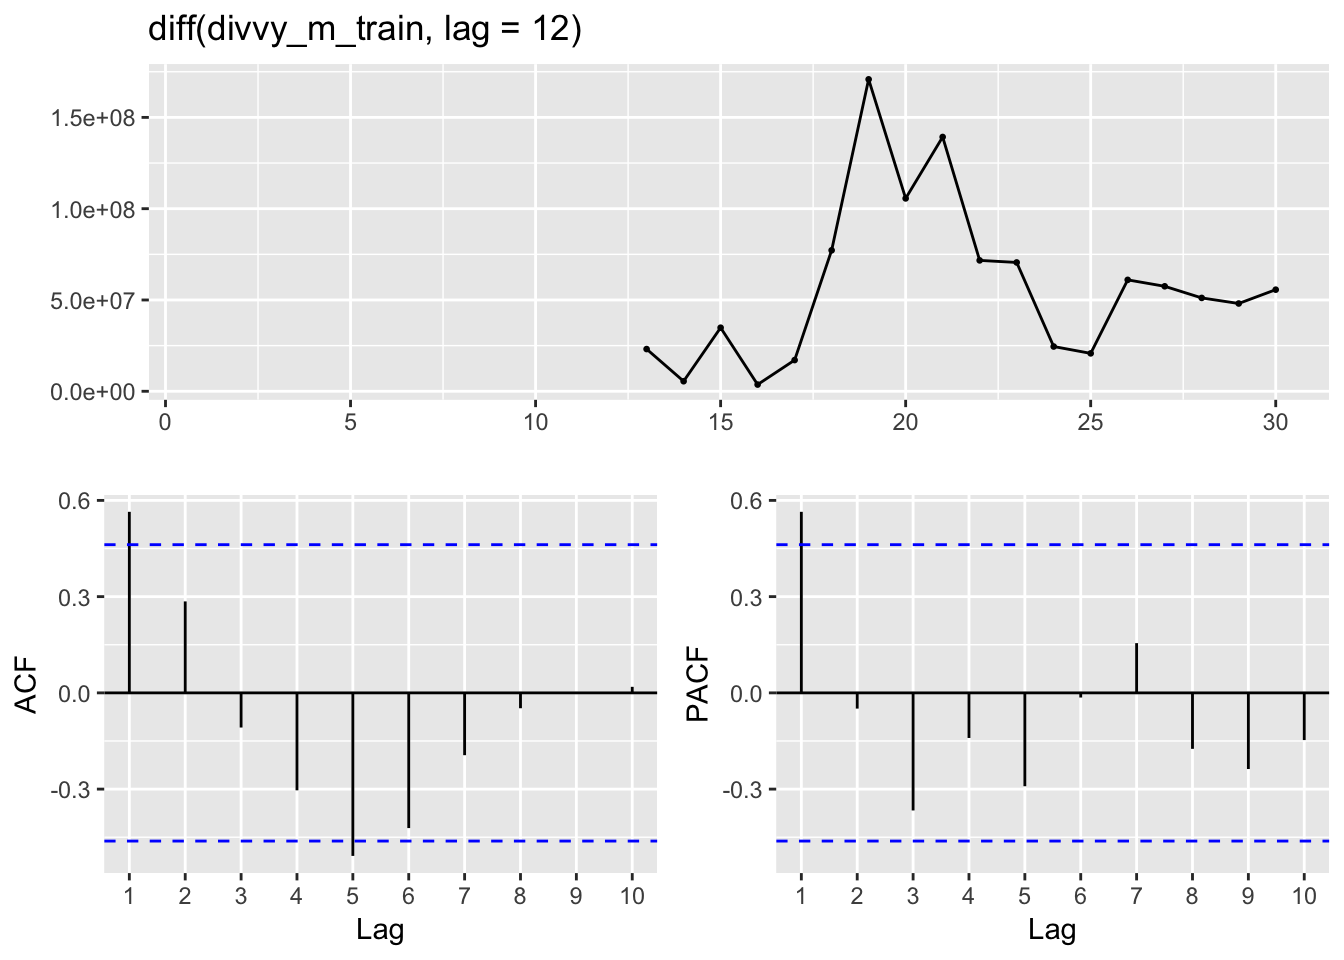 diff(divvy_m_train, lag = 12)
1.5e+08
1.0e+08
5.0e+07
0.0e+00
0 5 10 15 20 25 30
0.6
0.3
0.0
-0.3
ACF
1 2 3 4 5 6 7 8 9 10
Lag
0.6
0.3
0.0
-0.3
PACF
1 2 3 4 5 6 7 8 9 10
Lag